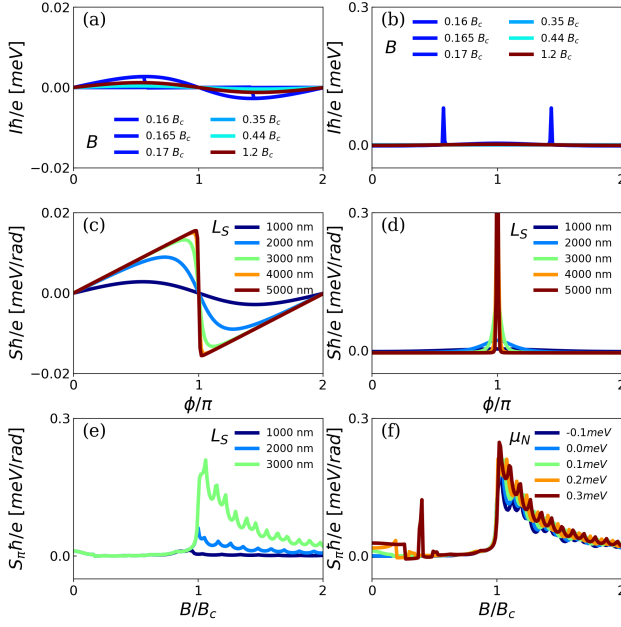 (a)
0.02
0.00
−0.02
Iħ/e [meV]
B
0.16 B_c
0.165 B_c
0.17 B_c
0.35 B_c
0.44 B_c
1.2 B_c
0
1
2
(b)
0.3
0.0
Iħ/e [meV]
B
0.16 B_c
0.165 B_c
0.17 B_c
0.35 B_c
0.44 B_c
1.2 B_c
0
1
2
(c)
0.02
0.00
−0.02
Sħ/e [meV/rad]
L_S
1000 nm
2000 nm
3000 nm
4000 nm
5000 nm
0
1
2
ϕ/π
(d)
0.3
0.0
Sħ/e [meV/rad]
L_S
1000 nm
2000 nm
3000 nm
4000 nm
5000 nm
0
1
2
ϕ/π
(e)
0.3
0.0
S_πħ/e [meV/rad]
L_S
1000 nm
2000 nm
3000 nm
0
1
2
B/B_c
(f)
0.3
0.0
S_πħ/e [meV/rad]
μ_N
-0.1meV
0.0meV
0.1meV
0.2meV
0.3meV
0
1
2
B/B_c